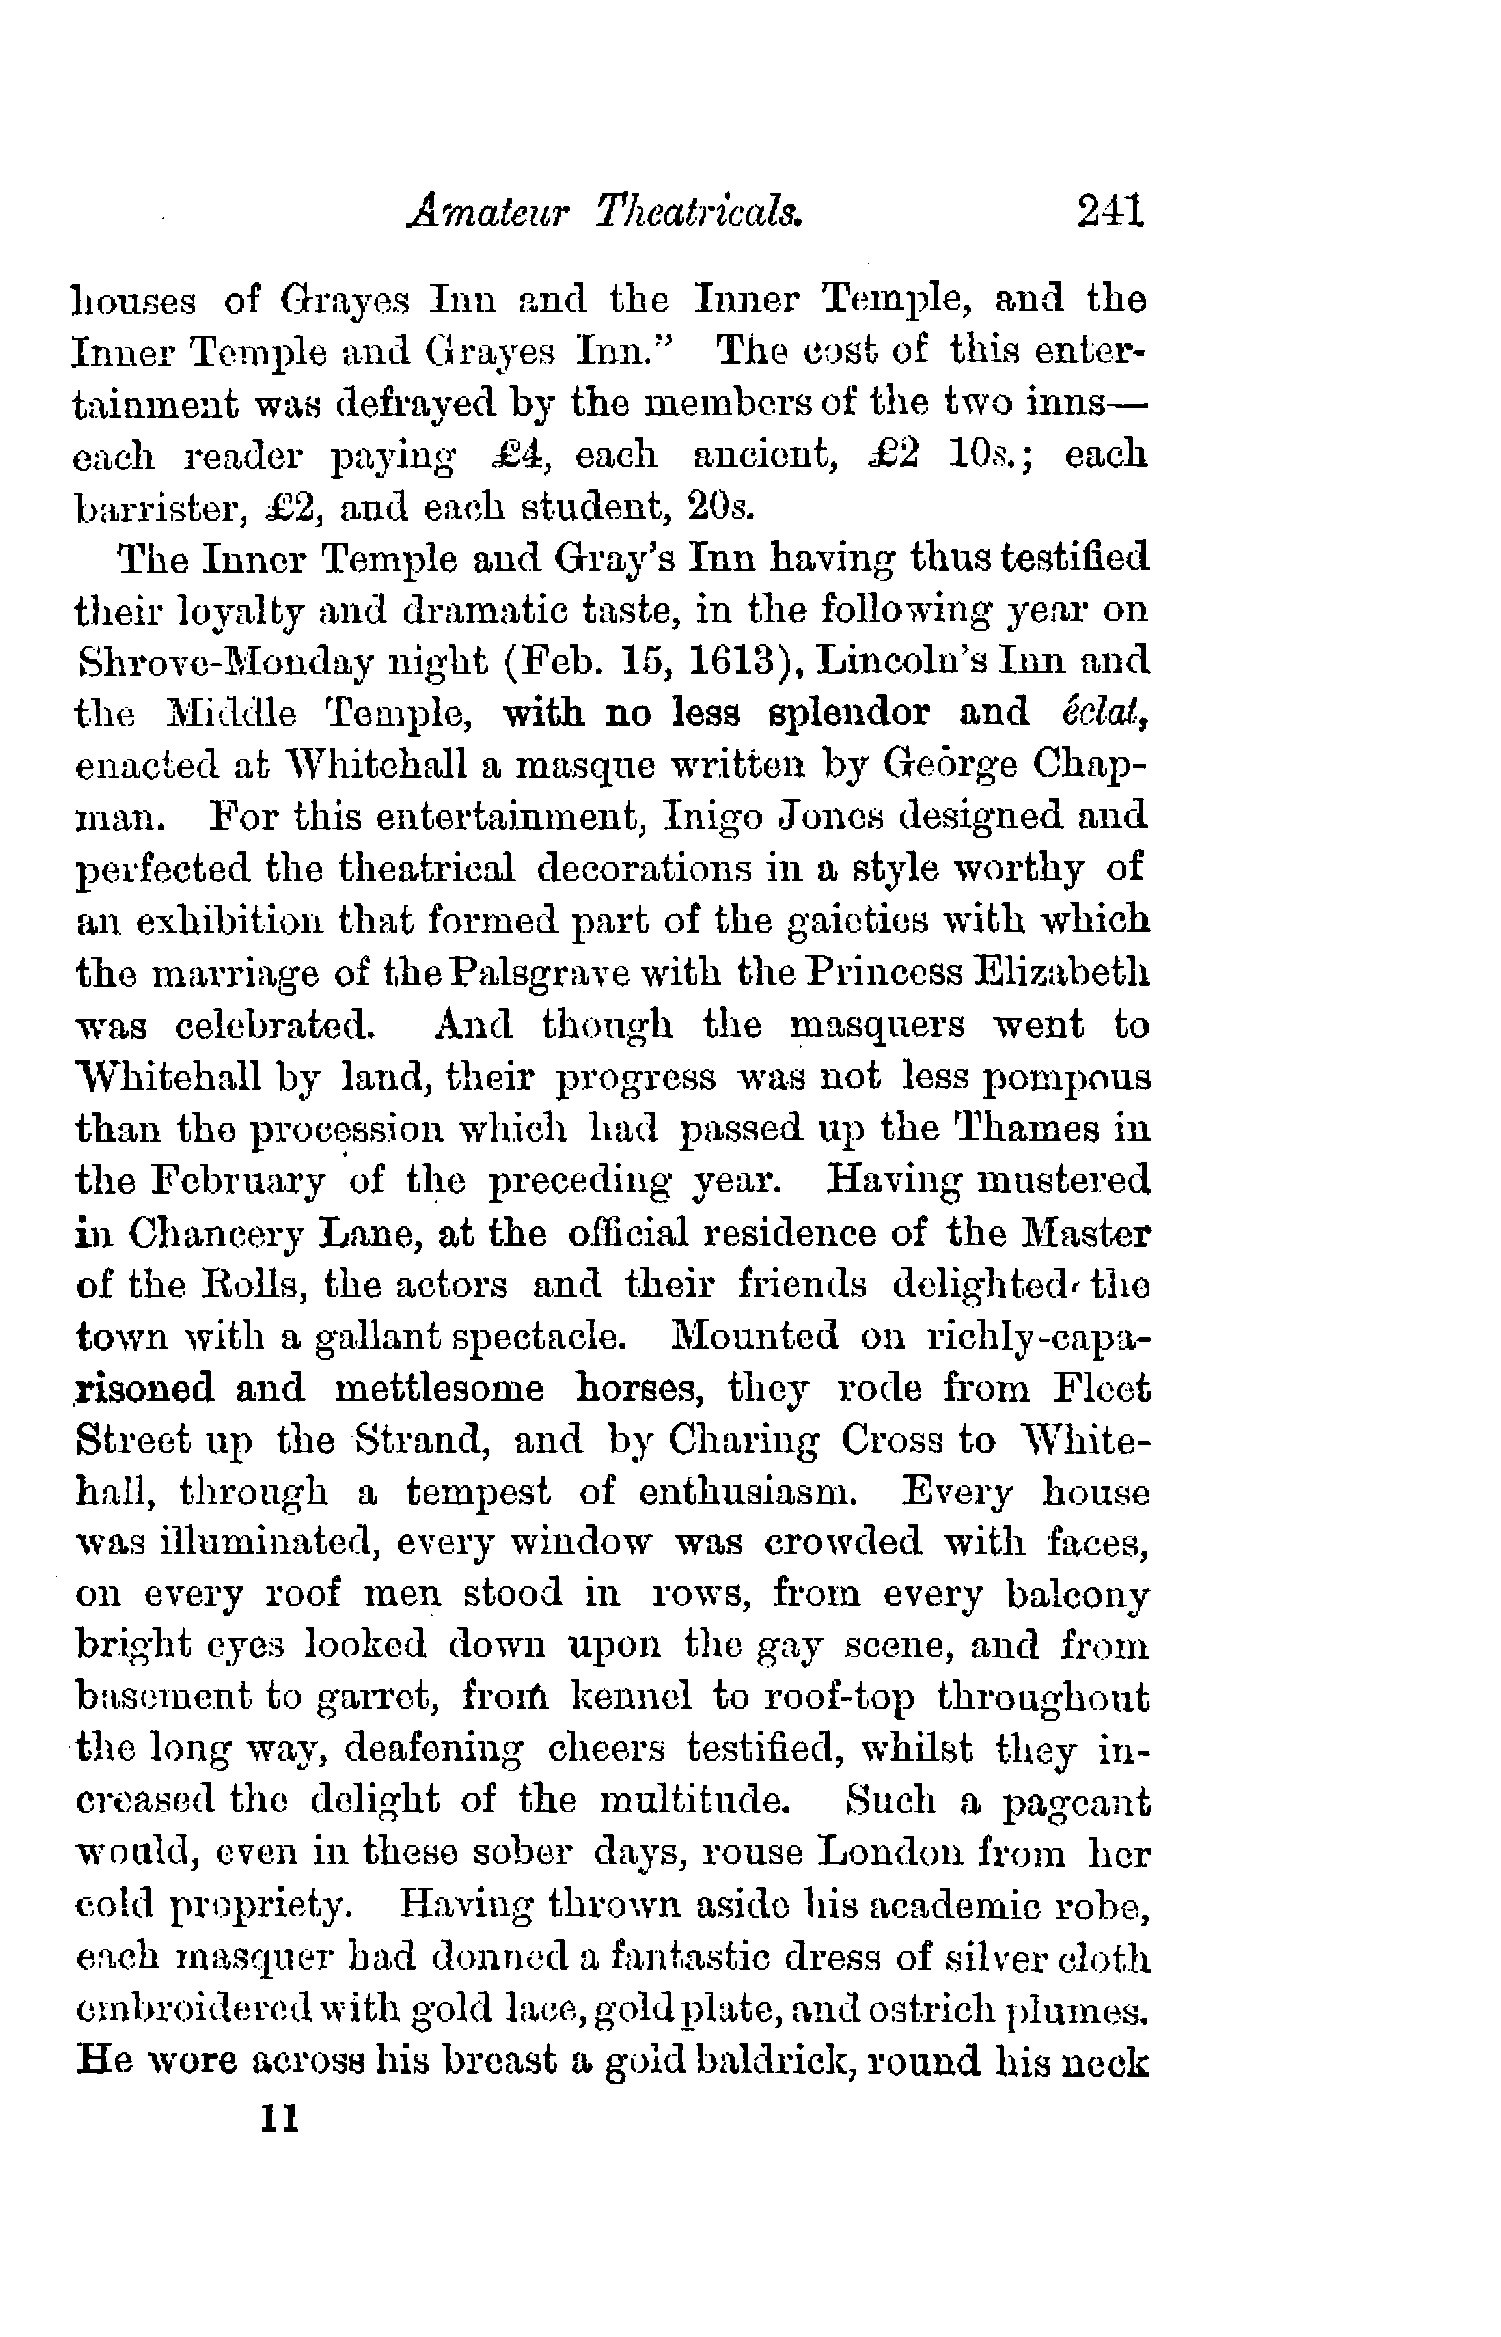 Amateur Theatricals. 241
houses of Grayes Inn and the Inner Temple, and the
Inner Temple and Grayes Inn.” The cost of this enter-
tainment was defrayed by the members of the two inns—
each reader paying £4, each ancient, £2 10s.; each
barrister, £2, and each student, 20s.
The Inner Temple and Gray’s Inn having thus testified
their loyalty and dramatic taste, in the following year on
Shrove-Monday night (Feb. 15, 1613), Lincoln’s Inn and
the Middle Temple, with no less splendor and éclat,
enacted at Whitehall a masque written by George Chap-
man. For this entertainment, Inigo Jones designed and
perfected the theatrical decorations in a style worthy of
an exhibition that formed part of the gaieties with which
the marriage of the Palsgrave with the Princess Elizabeth
was celebrated. And though the masquers went to
Whitehall by land, their progress was not less pompous
than the procession which had passed up the Thames in
the February of the preceding year. Having mustered
in Chancery Lane, at the official residence of the Master
of the Rolls, the actors and their friends delighted the
town with a gallant spectacle. Mounted on richly-capa-
risoned and mettlesome horses, they rode from Fleet
Street up the Strand, and by Charing Cross to White-
hall, through a tempest of enthusiasm. Every house
was illuminated, every window was crowded with faces,
on every roof men stood in rows, from every balcony
bright eyes looked down upon the gay scene, and from
basement to garret, from kennel to roof-top throughout
the long way, deafening cheers testified, whilst they in-
creased the delight of the multitude. Such a pageant
would, even in these sober days, rouse London from her
cold propriety. Having thrown aside his academic robe,
each masquer had donned a fantastic dress of silver cloth
embroidered with gold lace, gold plate, and ostrich plumes.
He wore across his breast a gold baldrick, round his neck
11